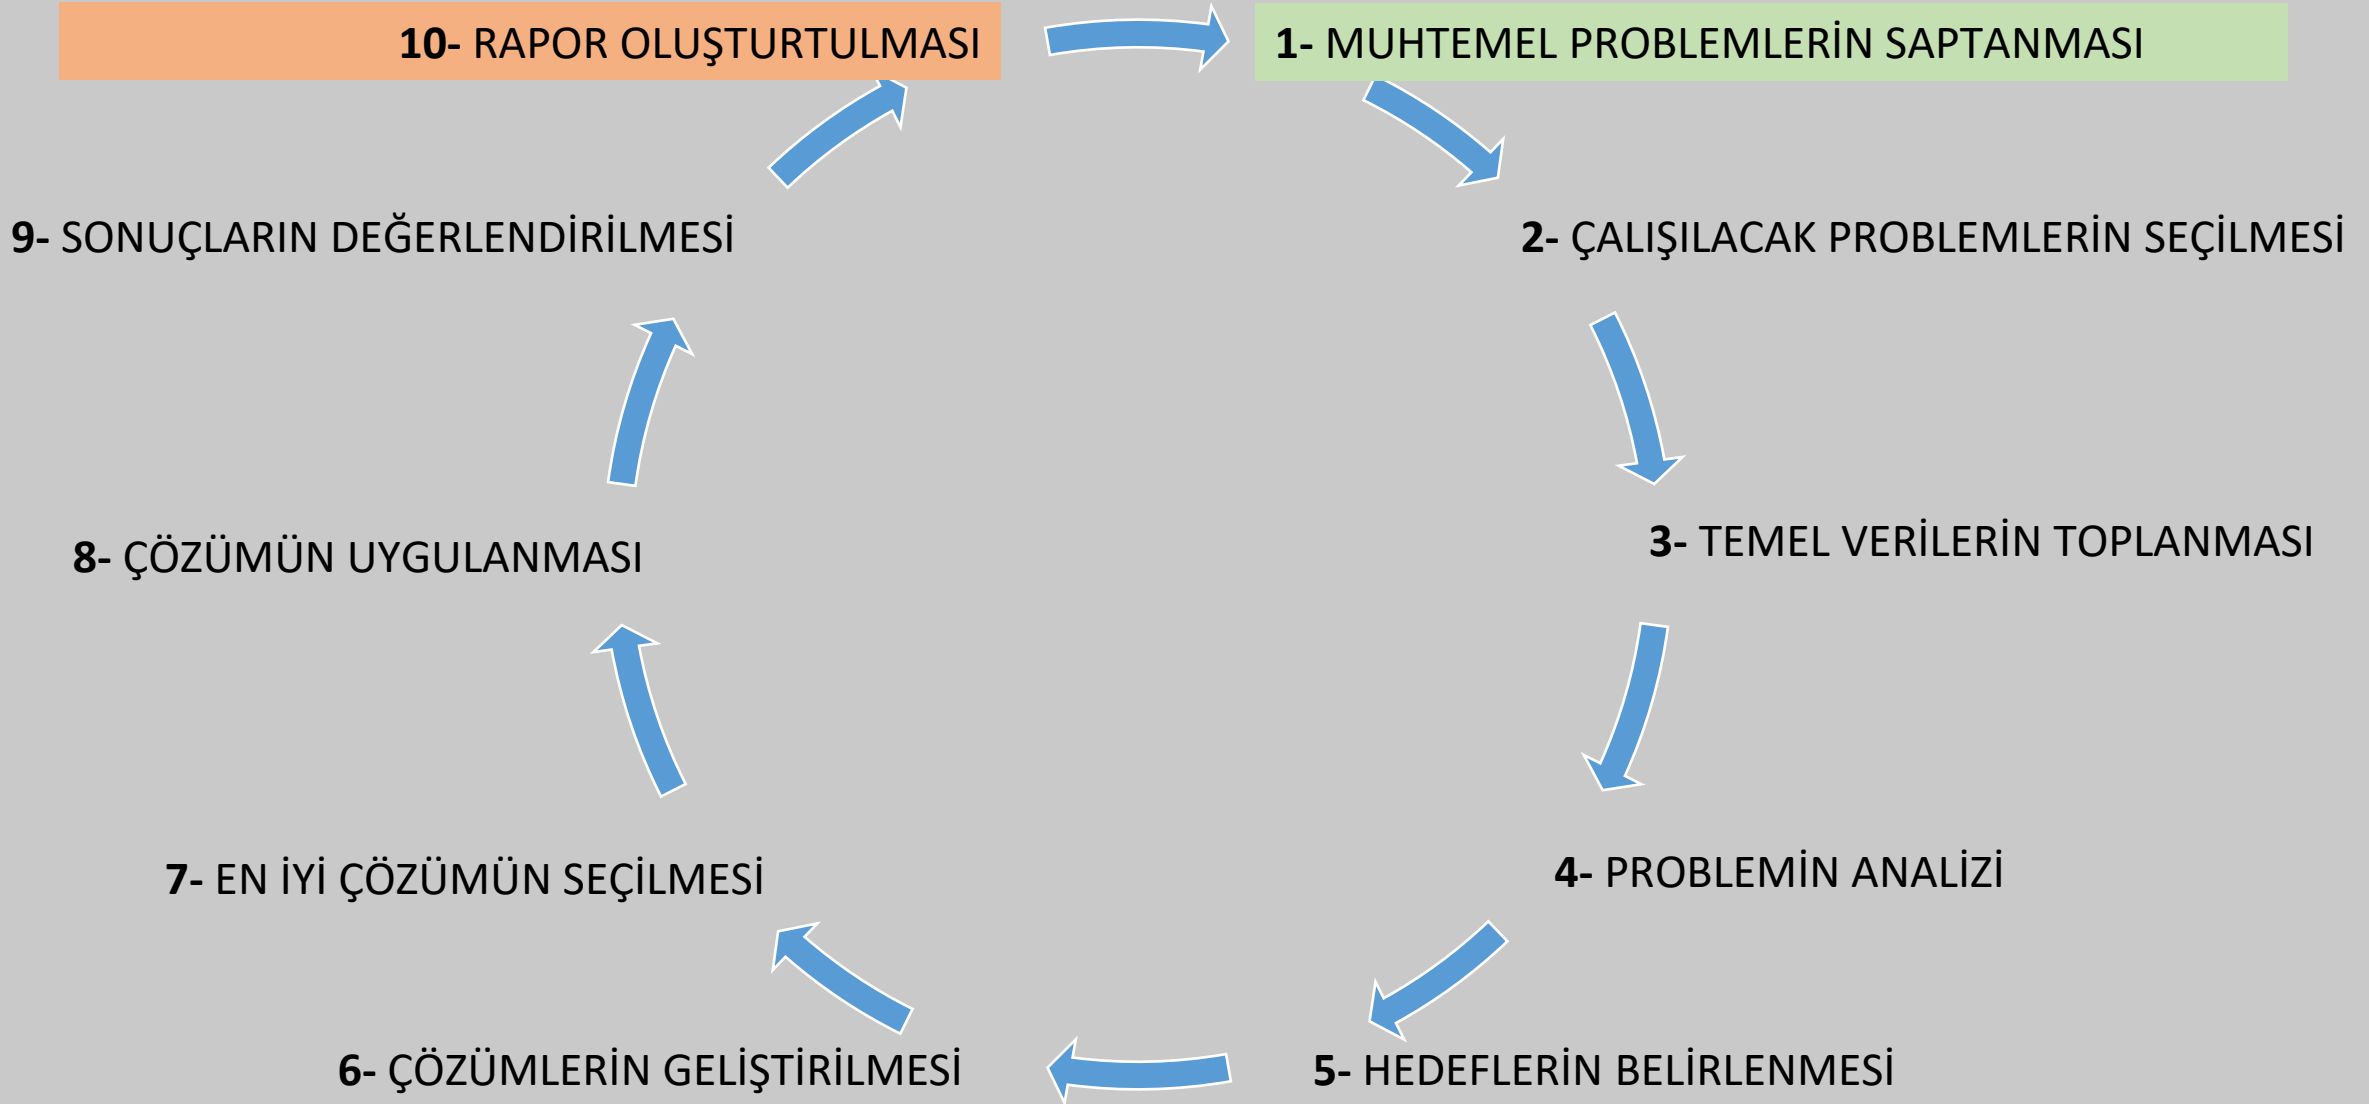 1- MUHTEMEL PROBLEMLERİN SAPTANMASI
2- ÇALIŞILACAK PROBLEMLERİN SEÇİLMESİ
3- TEMEL VERİLERİN TOPLANMASI
4- PROBLEMİN ANALİZİ
5- HEDEFLERİN BELİRLENMESİ
6- ÇÖZÜMLERİN GELİŞTİRİLMESİ
7- EN İYİ ÇÖZÜMÜN SEÇİLMESİ
8- ÇÖZÜMÜN UYGULANMASI
9- SONUÇLARIN DEĞERLENDİRİLMESİ
10- RAPOR OLUŞTURTULMASI